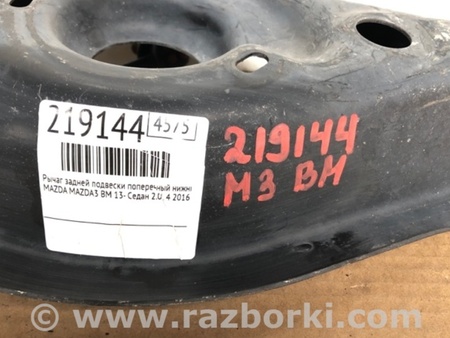 219144 4575
Рычаг задней подвески поперечный нижни
MAZDA MAZDA3 BM 13- Седан 2.0, 4 2016
219144
M3 BM
www.razborki.com